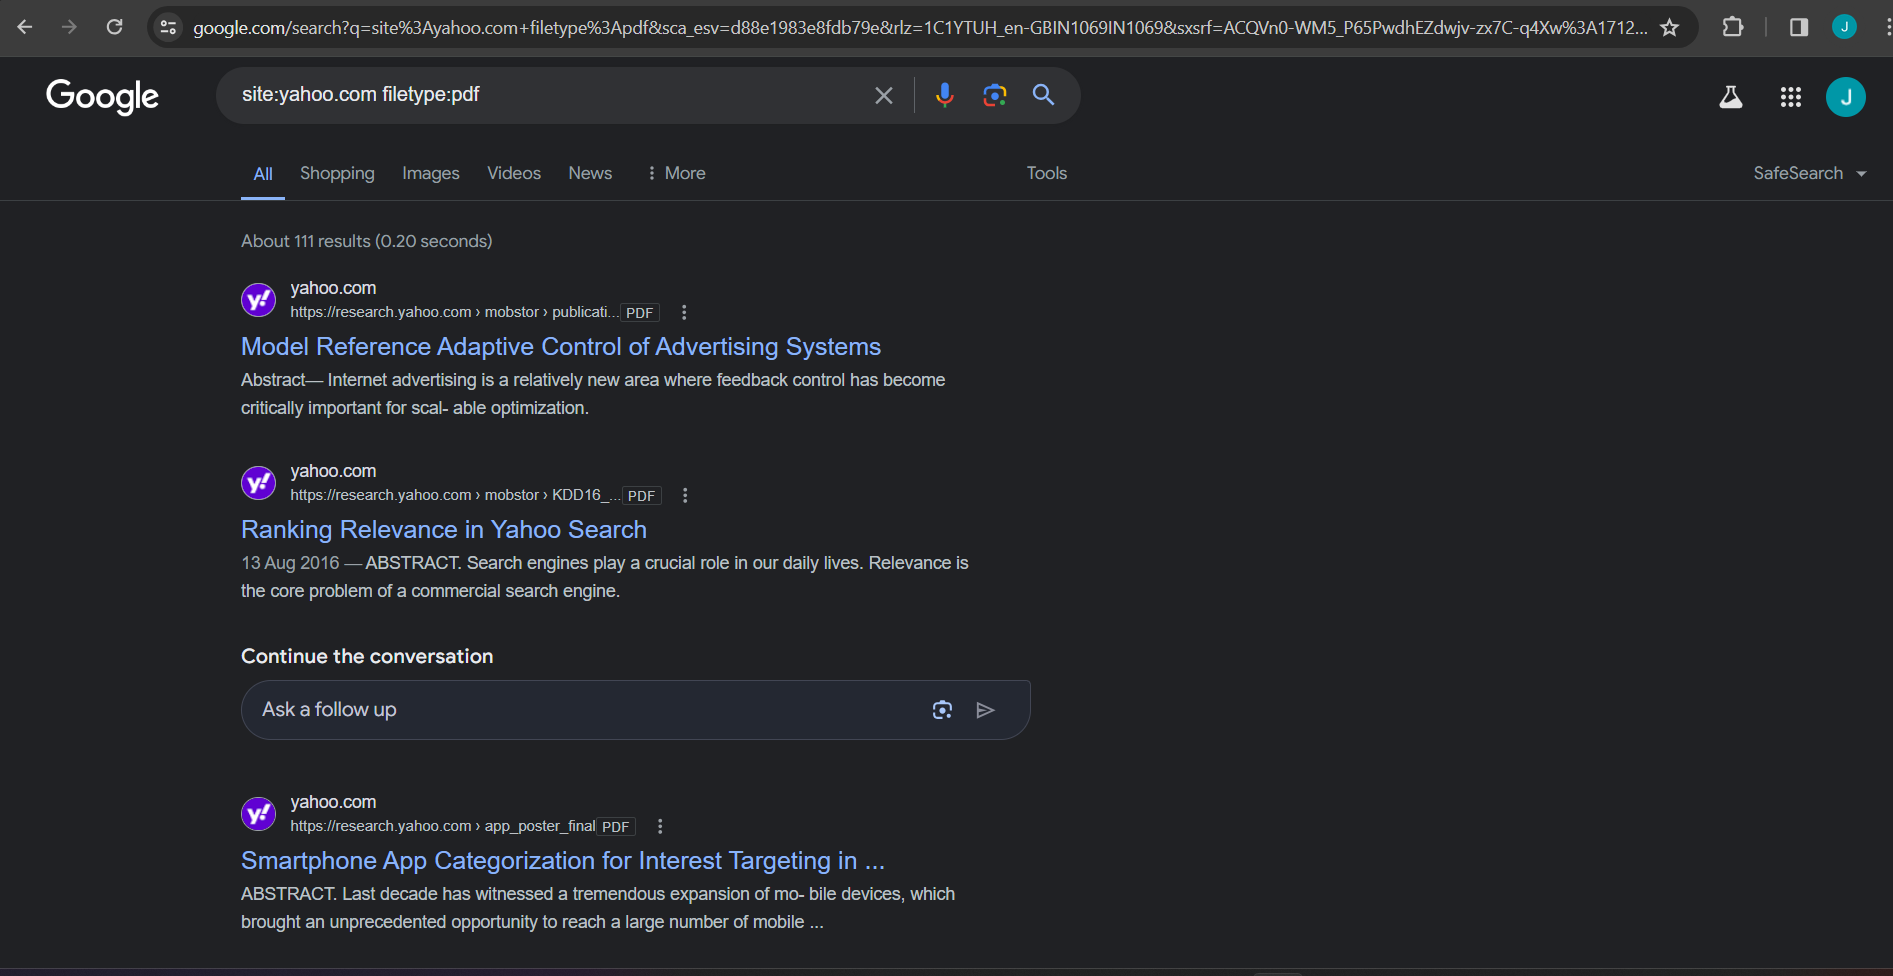 google.com/search?q=site%3Ayahoo.com+filetype%3Apdf&sca_esv=d88e1983e8fdb79e&rlz=1C1YTUH_en-GBIN1069IN1069&sxsrf=ACQVn0-WM5_P65PwdhEZdwjv-zx7C-q4Xw%3A1712...
J
Google
site:yahoo.com filetype:pdf
J
All Shopping Images Videos News More Tools SafeSearch
About 111 results (0.20 seconds)
y!
yahoo.com
https://research.yahoo.com › mobstor › publicati... PDF
Model Reference Adaptive Control of Advertising Systems
Abstract— Internet advertising is a relatively new area where feedback control has become
critically important for scal- able optimization.
y!
yahoo.com
https://research.yahoo.com › mobstor › KDD16_... PDF
Ranking Relevance in Yahoo Search
13 Aug 2016 — ABSTRACT. Search engines play a crucial role in our daily lives. Relevance is
the core problem of a commercial search engine.
Continue the conversation
Ask a follow up
y!
yahoo.com
https://research.yahoo.com › app_poster_final PDF
Smartphone App Categorization for Interest Targeting in ...
ABSTRACT. Last decade has witnessed a tremendous expansion of mo- bile devices, which
brought an unprecedented opportunity to reach a large number of mobile ...